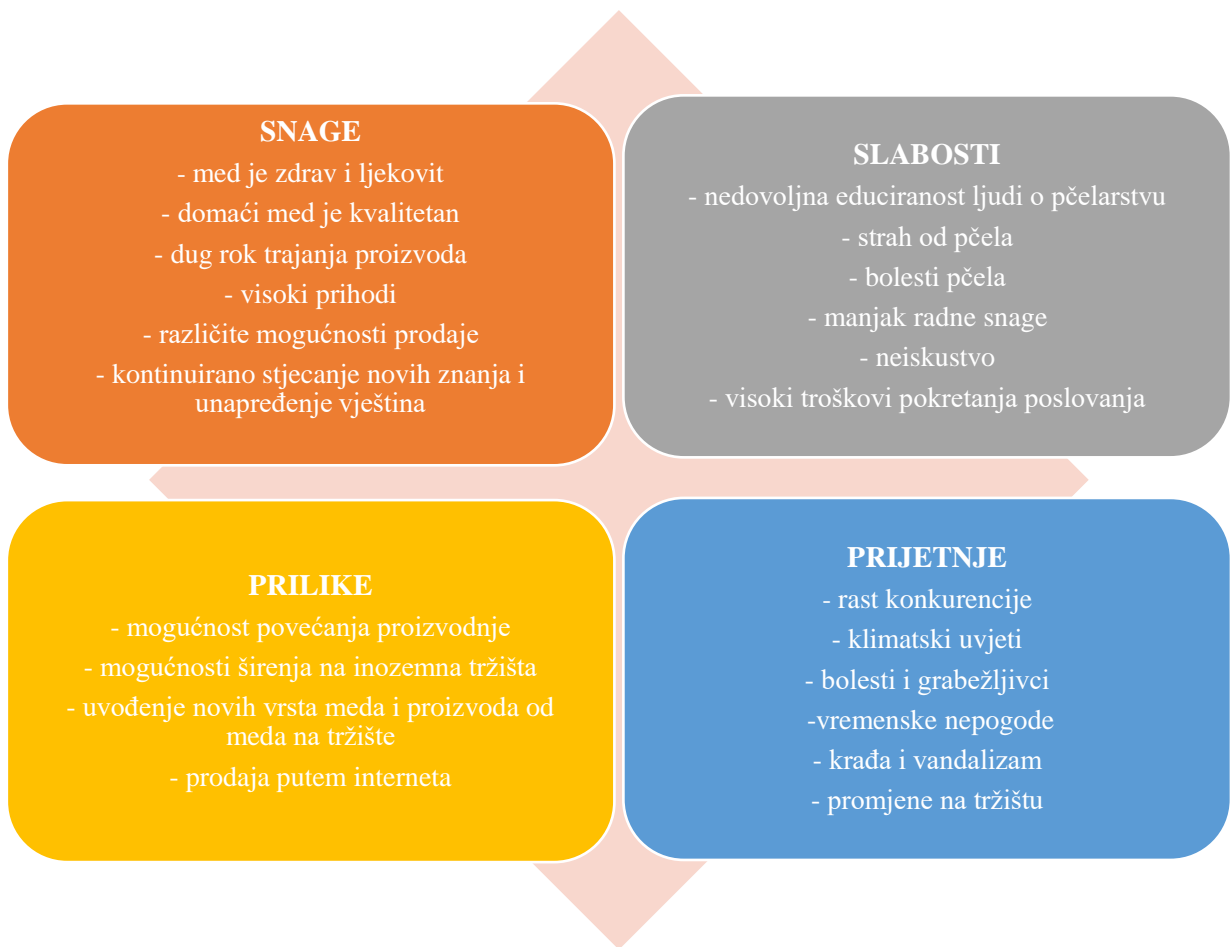 SNAGE
- med je zdrav i ljekovit
- domaći med je kvalitetan
- dug rok trajanja proizvoda
- visoki prihodi
- različite mogućnosti prodaje
- kontinuirano stjecanje novih znanja i
unapređenje vještina
SLABOSTI
- nedovoljna educiranost ljudi o pčelarstvu
- strah od pčela
- bolesti pčela
- manjak radne snage
- neiskustvo
- visoki troškovi pokretanja poslovanja
PRILIKE
- mogućnost povećanja proizvodnje
- mogućnosti širenja na inozemna tržišta
- uvođenje novih vrsta meda i proizvoda od
meda na tržište
- prodaja putem interneta
PRIJETNJE
- rast konkurencije
- klimatski uvjeti
- bolesti i grabežljivci
-vremenske nepogode
- krađa i vandalizam
- promjene na tržištu